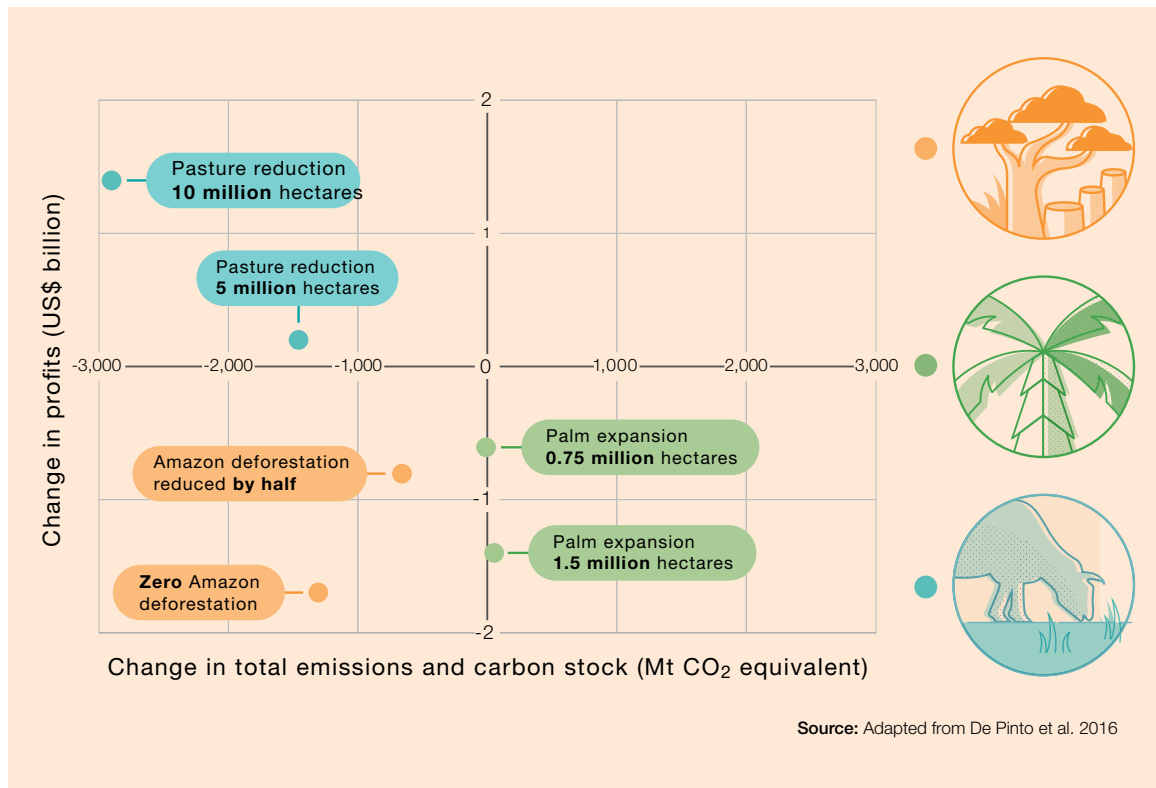 2
Pasture reduction
10 million hectares
1
Pasture reduction
5 million hectares
Change in profits (US$ billion)
-3,000 -2,000 -1,000 0 1,000 2,000 3,000
Palm expansion
0.75 million hectares
Amazon deforestation
reduced by half
-1
Palm expansion
1.5 million hectares
Zero Amazon
deforestation
-2
Change in total emissions and carbon stock (Mt CO₂ equivalent)
Source: Adapted from De Pinto et al. 2016